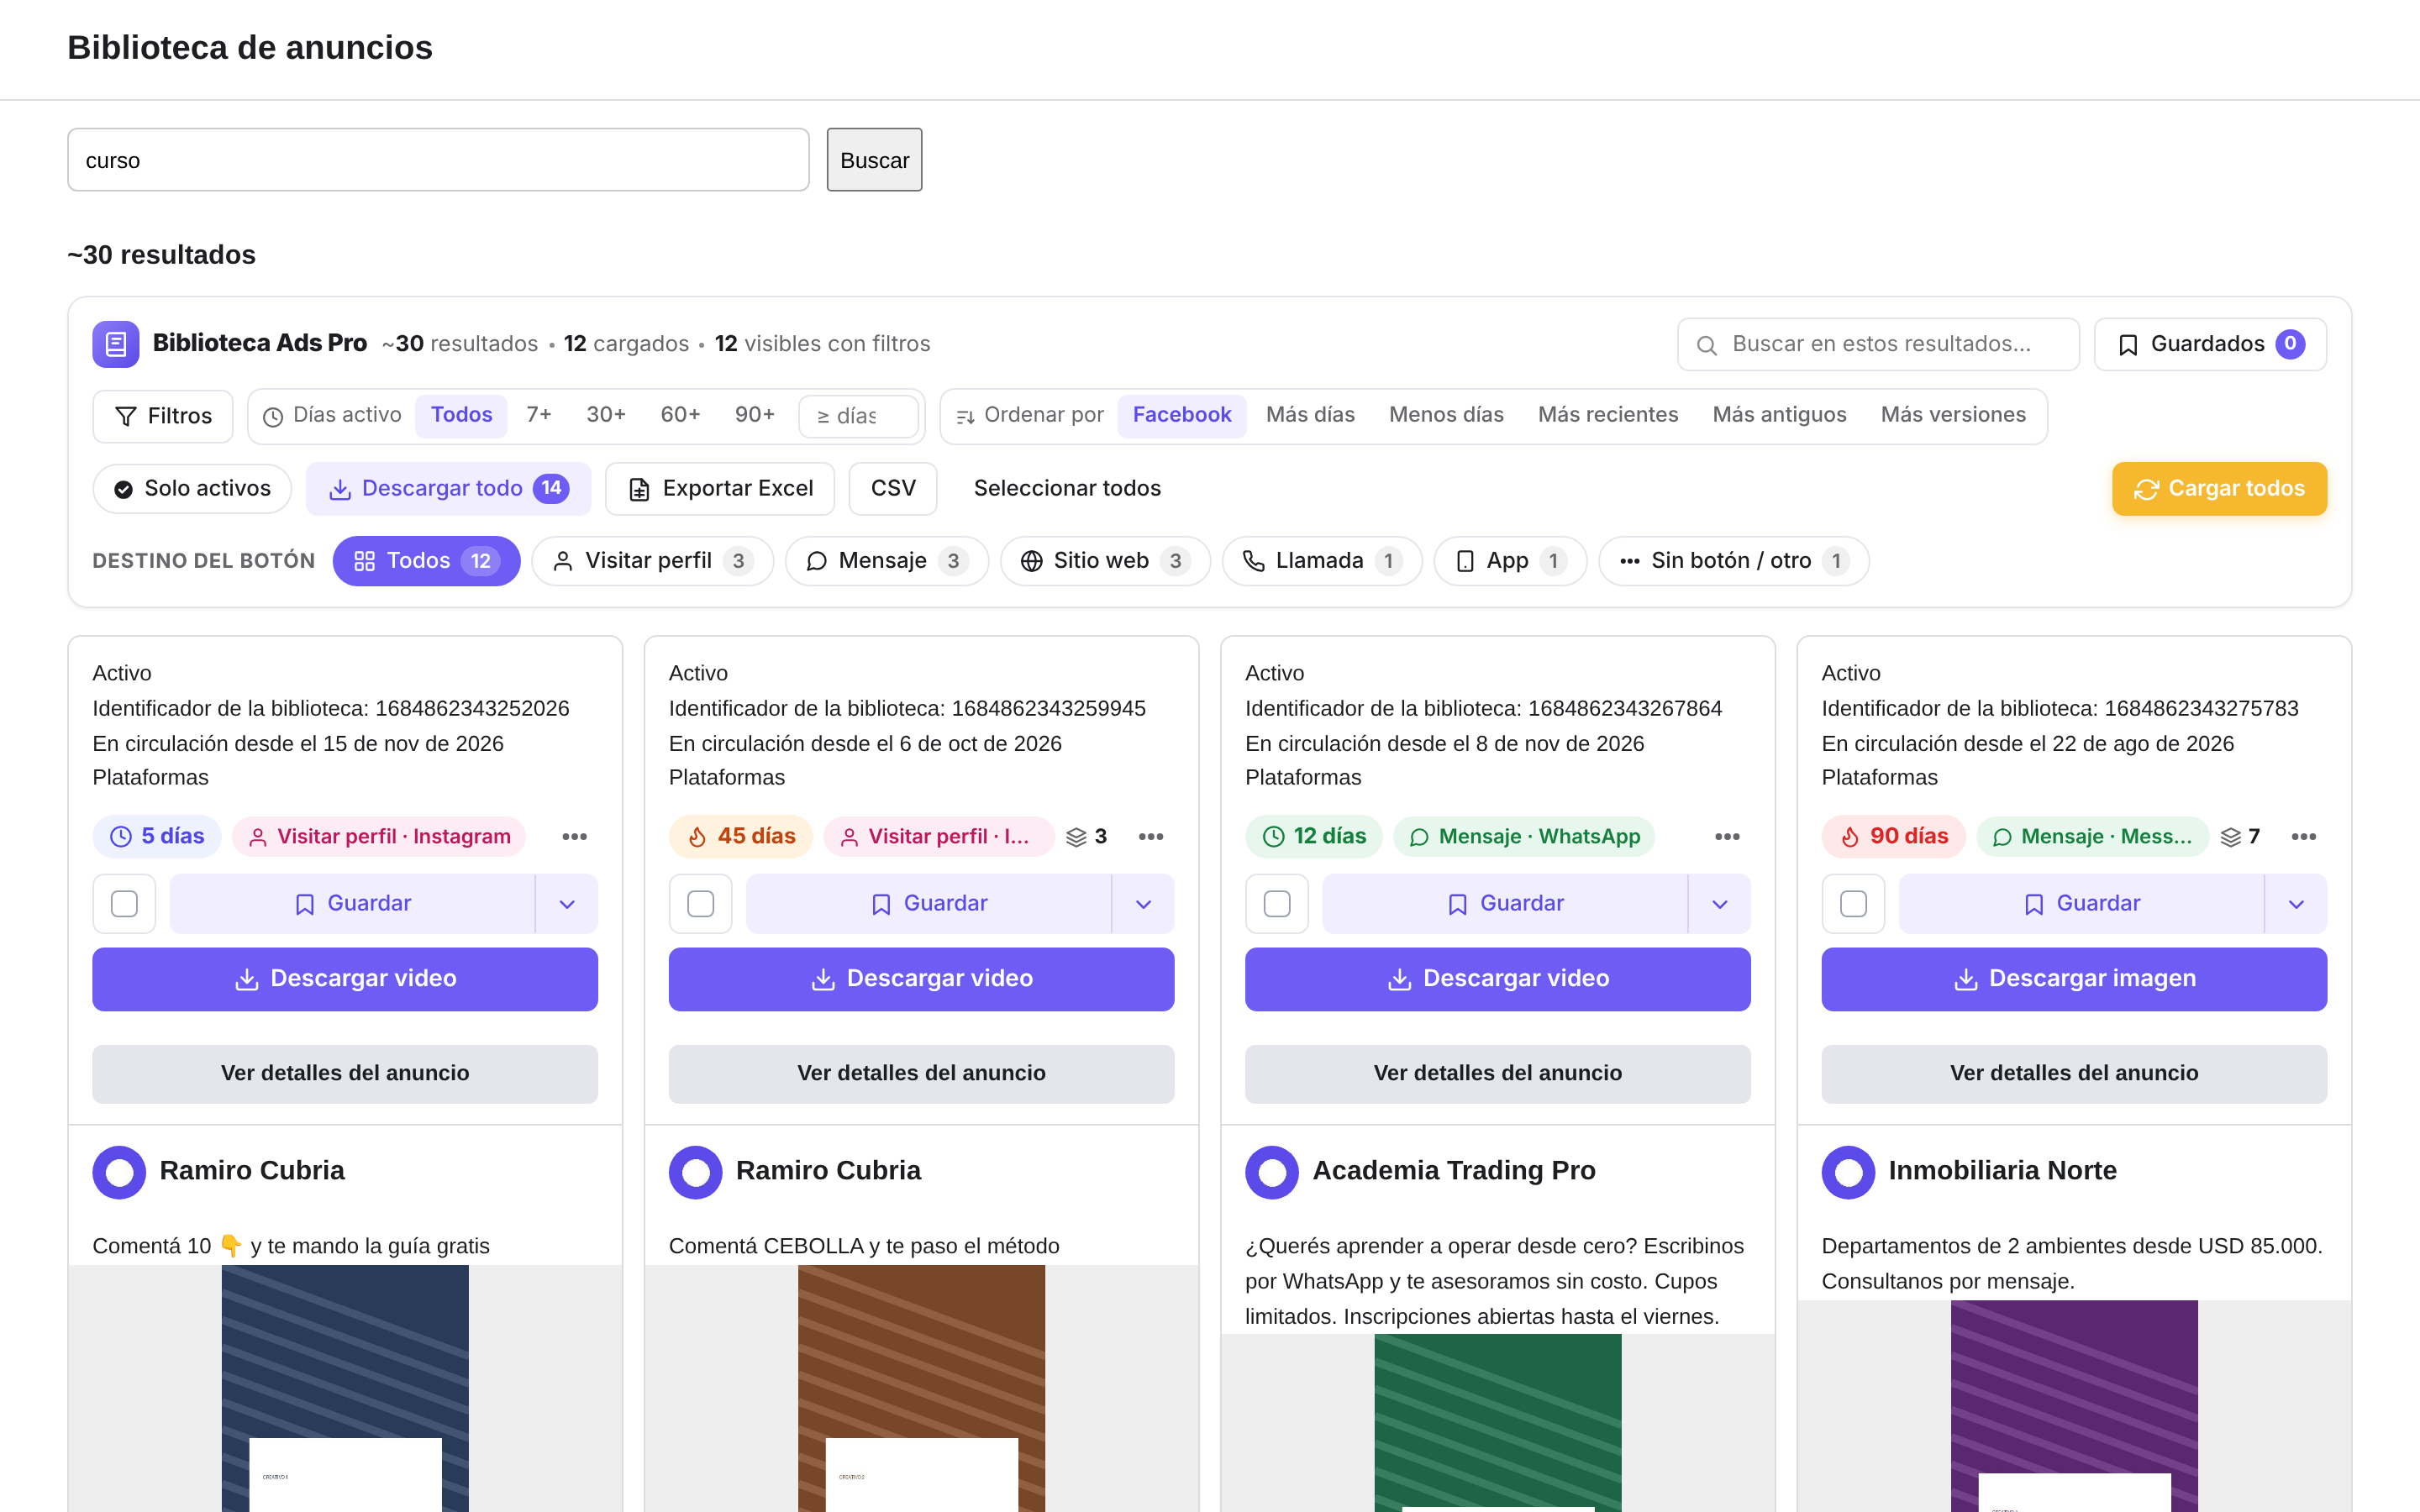 Biblioteca de anuncios
curso
Buscar
~30 resultados
Biblioteca Ads Pro ~30 resultados • 12 cargados • 12 visibles con filtros
Buscar en estos resultados...
Guardados 0
Filtros
Días activo Todos 7+ 30+ 60+ 90+ ≥ días
Ordenar por Facebook Más días Menos días Más recientes Más antiguos Más versiones
Solo activos
Descargar todo 14
Exportar Excel
CSV
Seleccionar todos
Cargar todos
DESTINO DEL BOTÓN
Todos 12
Visitar perfil 3
Mensaje 3
Sitio web 3
Llamada 1
App 1
Sin botón / otro 1
Activo
Identificador de la biblioteca: 1684862343252026
En circulación desde el 15 de nov de 2026
Plataformas
5 días
Visitar perfil · Instagram
Guardar
Descargar video
Ver detalles del anuncio
Ramiro Cubria
Comentá 10 👇 y te mando la guía gratis
Activo
Identificador de la biblioteca: 1684862343259945
En circulación desde el 6 de oct de 2026
Plataformas
45 días
Visitar perfil · I...
3
Guardar
Descargar video
Ver detalles del anuncio
Ramiro Cubria
Comentá CEBOLLA y te paso el método
Activo
Identificador de la biblioteca: 1684862343267864
En circulación desde el 8 de nov de 2026
Plataformas
12 días
Mensaje · WhatsApp
Guardar
Descargar video
Ver detalles del anuncio
Academia Trading Pro
¿Querés aprender a operar desde cero? Escribinos
por WhatsApp y te asesoramos sin costo. Cupos
limitados. Inscripciones abiertas hasta el viernes.
Activo
Identificador de la biblioteca: 1684862343275783
En circulación desde el 22 de ago de 2026
Plataformas
90 días
Mensaje · Mess...
7
Guardar
Descargar imagen
Ver detalles del anuncio
Inmobiliaria Norte
Departamentos de 2 ambientes desde USD 85.000.
Consultanos por mensaje.